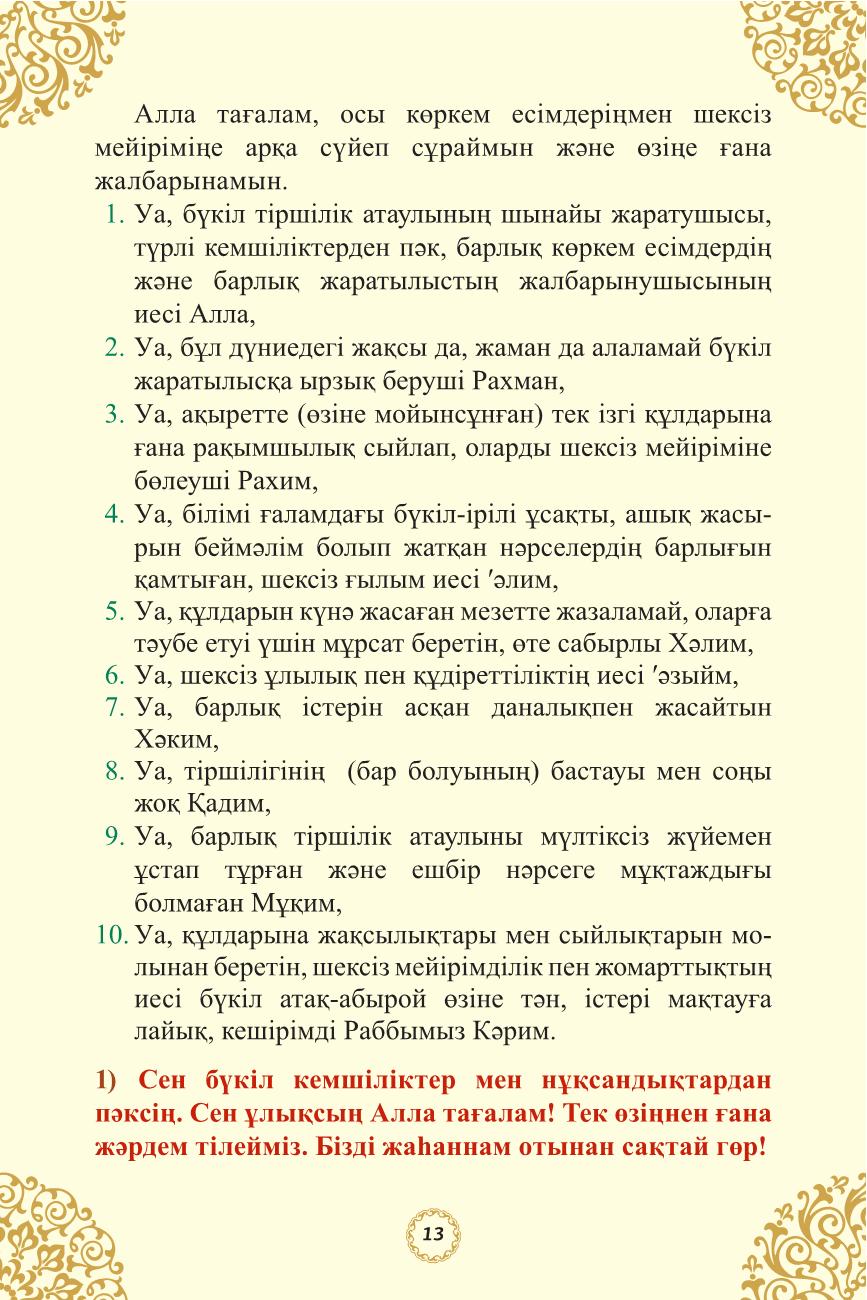 Алла тағалам, осы көркем есімдеріңмен шексіз
мейіріміңе арқа сүйеп сұраймын және өзіңе ғана
жалбарынамын.
1. Уа, бүкіл тіршілік атаулының шынайы жаратушысы,
түрлі кемшіліктерден пәк, барлық көркем есімдердің
және барлық жаратылыстың жалбарынушысының
иесі Алла,
2. Уа, бұл дүниедегі жақсы да, жаман да алаламай бүкіл
жаратылысқа ырзық беруші Рахман,
3. Уа, ақыретте (өзіне мойынсұнған) тек ізгі құлдарына
ғана рақымшылық сыйлап, оларды шексіз мейіріміне
бөлеуші Рахим,
4. Уа, білімі ғаламдағы бүкіл-ірілі ұсақты, ашық жасы-
рын беймәлім болып жатқан нәрселердің барлығын
қамтыған, шексіз ғылым иесі ′әлим,
5. Уа, құлдарын күнә жасаған мезетте жазаламай, оларға
тәубе етуі үшін мұрсат беретін, өте сабырлы Хәлим,
6. Уа, шексіз ұлылық пен құдіреттіліктің иесі ′әзыйм,
7. Уа, барлық істерін асқан даналықпен жасайтын
Хәким,
8. Уа, тіршілігінің (бар болуының) бастауы мен соңы
жоқ Қадим,
9. Уа, барлық тіршілік атаулыны мүлтіксіз жүйемен
ұстап тұрған және ешбір нәрсеге мұқтаждығы
болмаған Мұқим,
10. Уа, құлдарына жақсылықтары мен сыйлықтарын мо-
лынан беретін, шексіз мейірімділік пен жомарттықтың
иесі бүкіл атақ-абырой өзіне тән, істері мақтауға
лайық, кешірімді Раббымыз Кәрим.
1) Сен бүкіл кемшіліктер мен нұқсандықтардан
пәксің. Сен ұлықсың Алла тағалам! Тек өзіңнен ғана
жәрдем тілейміз. Бізді жаһаннам отынан сақтай гөр!
13